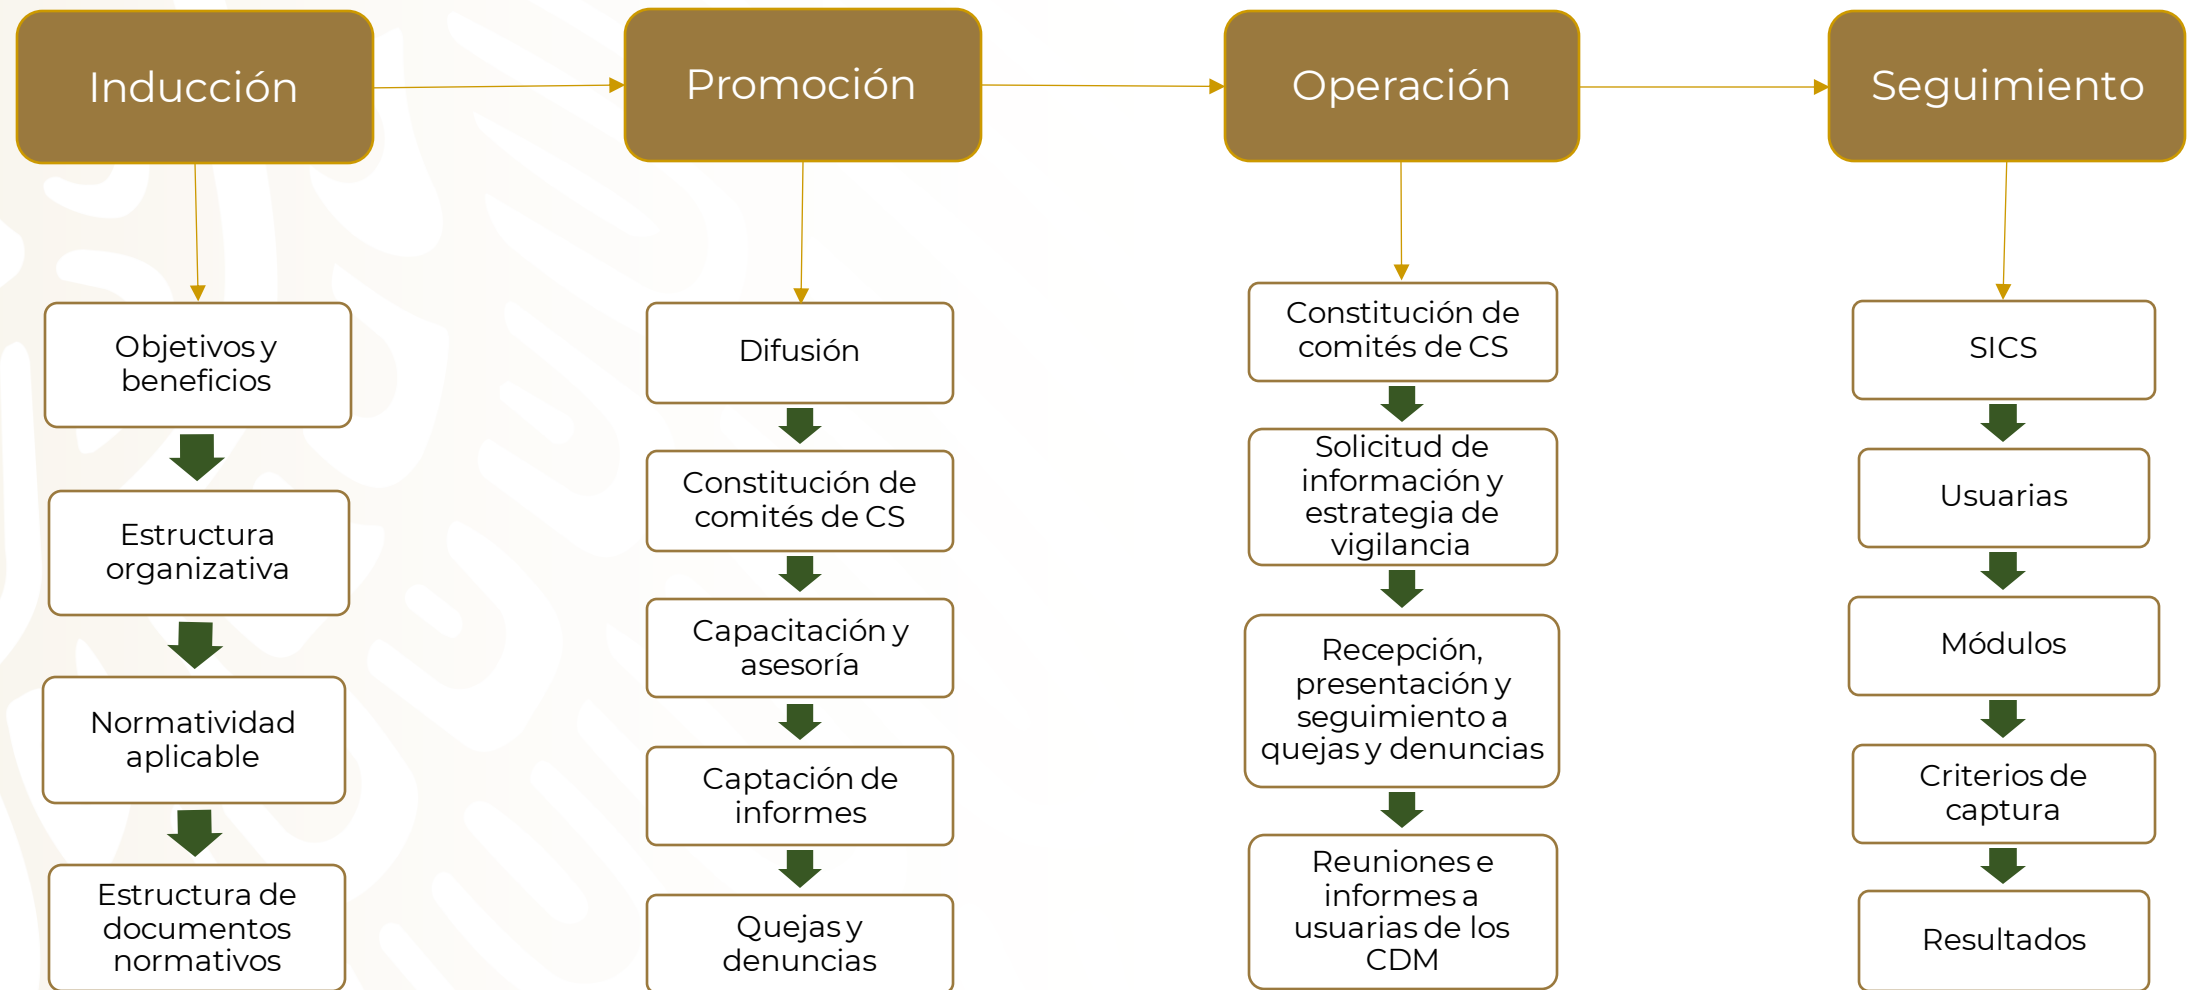 Inducción
Promoción
Operación
Seguimiento
Objetivos y
beneficios
Estructura
organizativa
Normatividad
aplicable
Estructura de
documentos
normativos
Difusión
Constitución de
comités de CS
Capacitación y
asesoría
Captación de
informes
Quejas y
denuncias
Constitución de
comités de CS
Solicitud de
información y
estrategia de
vigilancia
Recepción,
presentación y
seguimiento a
quejas y denuncias
Reuniones e
informes a
usuarias de los
CDM
SICS
Usuarias
Módulos
Criterios de
captura
Resultados